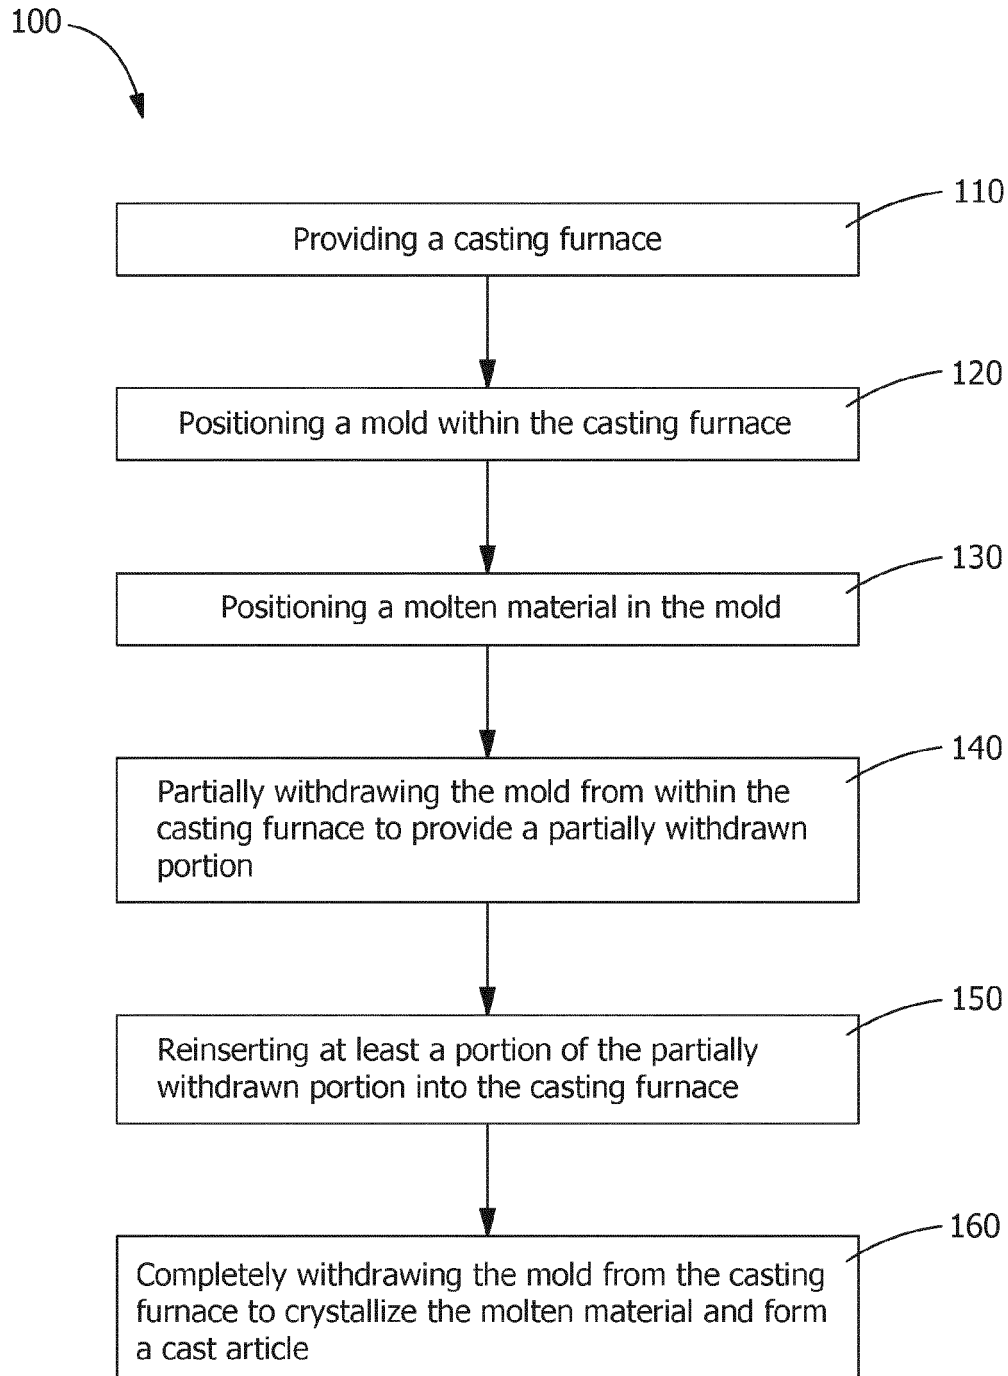 100
110
Providing a casting furnace
120
Positioning a mold within the casting furnace
130
Positioning a molten material in the mold
140
Partially withdrawing the mold from within the
casting furnace to provide a partially withdrawn
portion
150
Reinserting at least a portion of the partially
withdrawn portion into the casting furnace
160
Completely withdrawing the mold from the casting
furnace to crystallize the molten material and form
a cast article